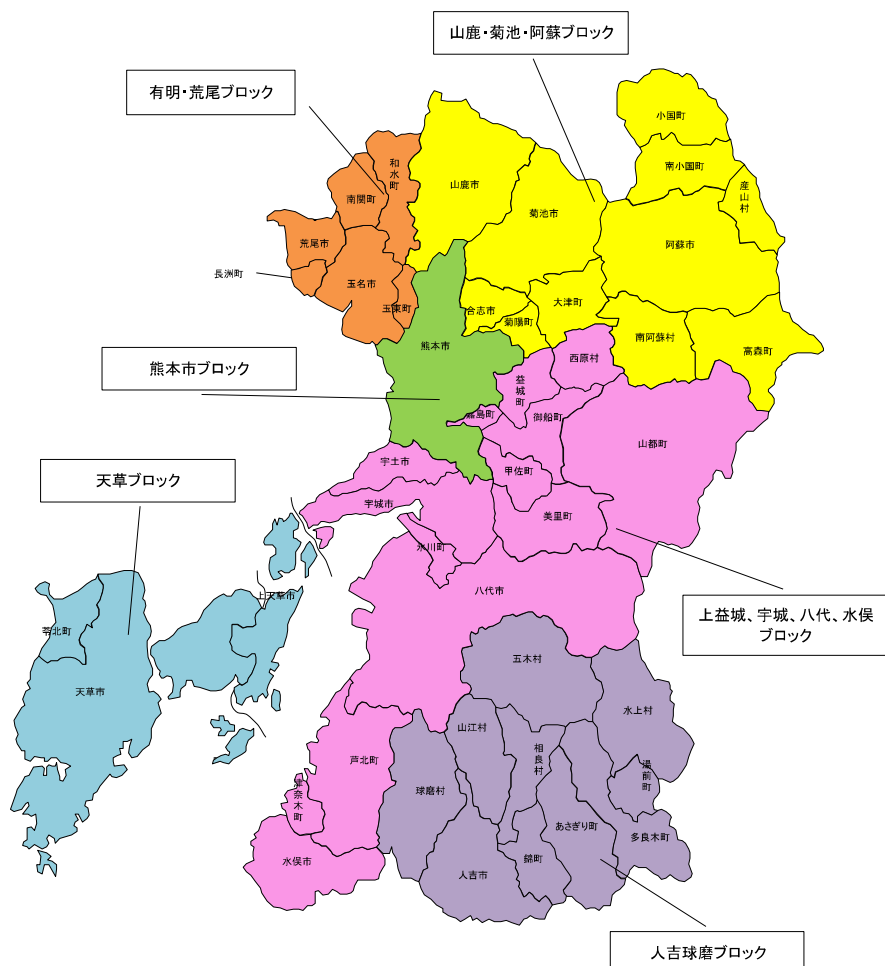 山鹿・菊池・阿蘇ブロック
有明・荒尾ブロック
小国町
和水町
南小国町
山鹿市
産山村
南関町
菊池市
荒尾市
阿蘇市
長洲町
玉名市
大津町
玉東町
合志市
菊陽町
熊本市
南阿蘇村
高森町
西原村
熊本市ブロック
益城町
嘉島町
御船町
山都町
宇土市
甲佐町
天草ブロック
宇城市
美里町
氷川町
八代市
上天草市
上益城、宇城、八代、水俣
ブロック
苓北町
五木村
天草市
水上村
山江村
相良村
芦北町
湯前町
球磨村
津奈木町
あさぎり町
多良木町
水俣市
錦町
人吉市
人吉球磨ブロック